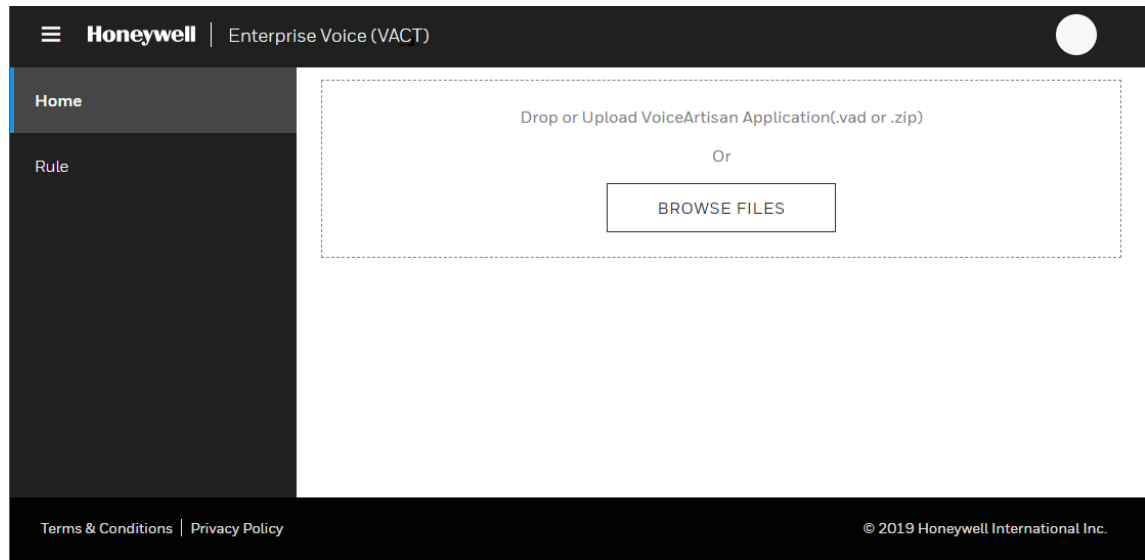 Honeywell | Enterprise Voice (VACT)
Home
Rule
Drop or Upload VoiceArtisan Application(.vad or .zip)
Or
BROWSE FILES
Terms & Conditions | Privacy Policy
© 2019 Honeywell International Inc.